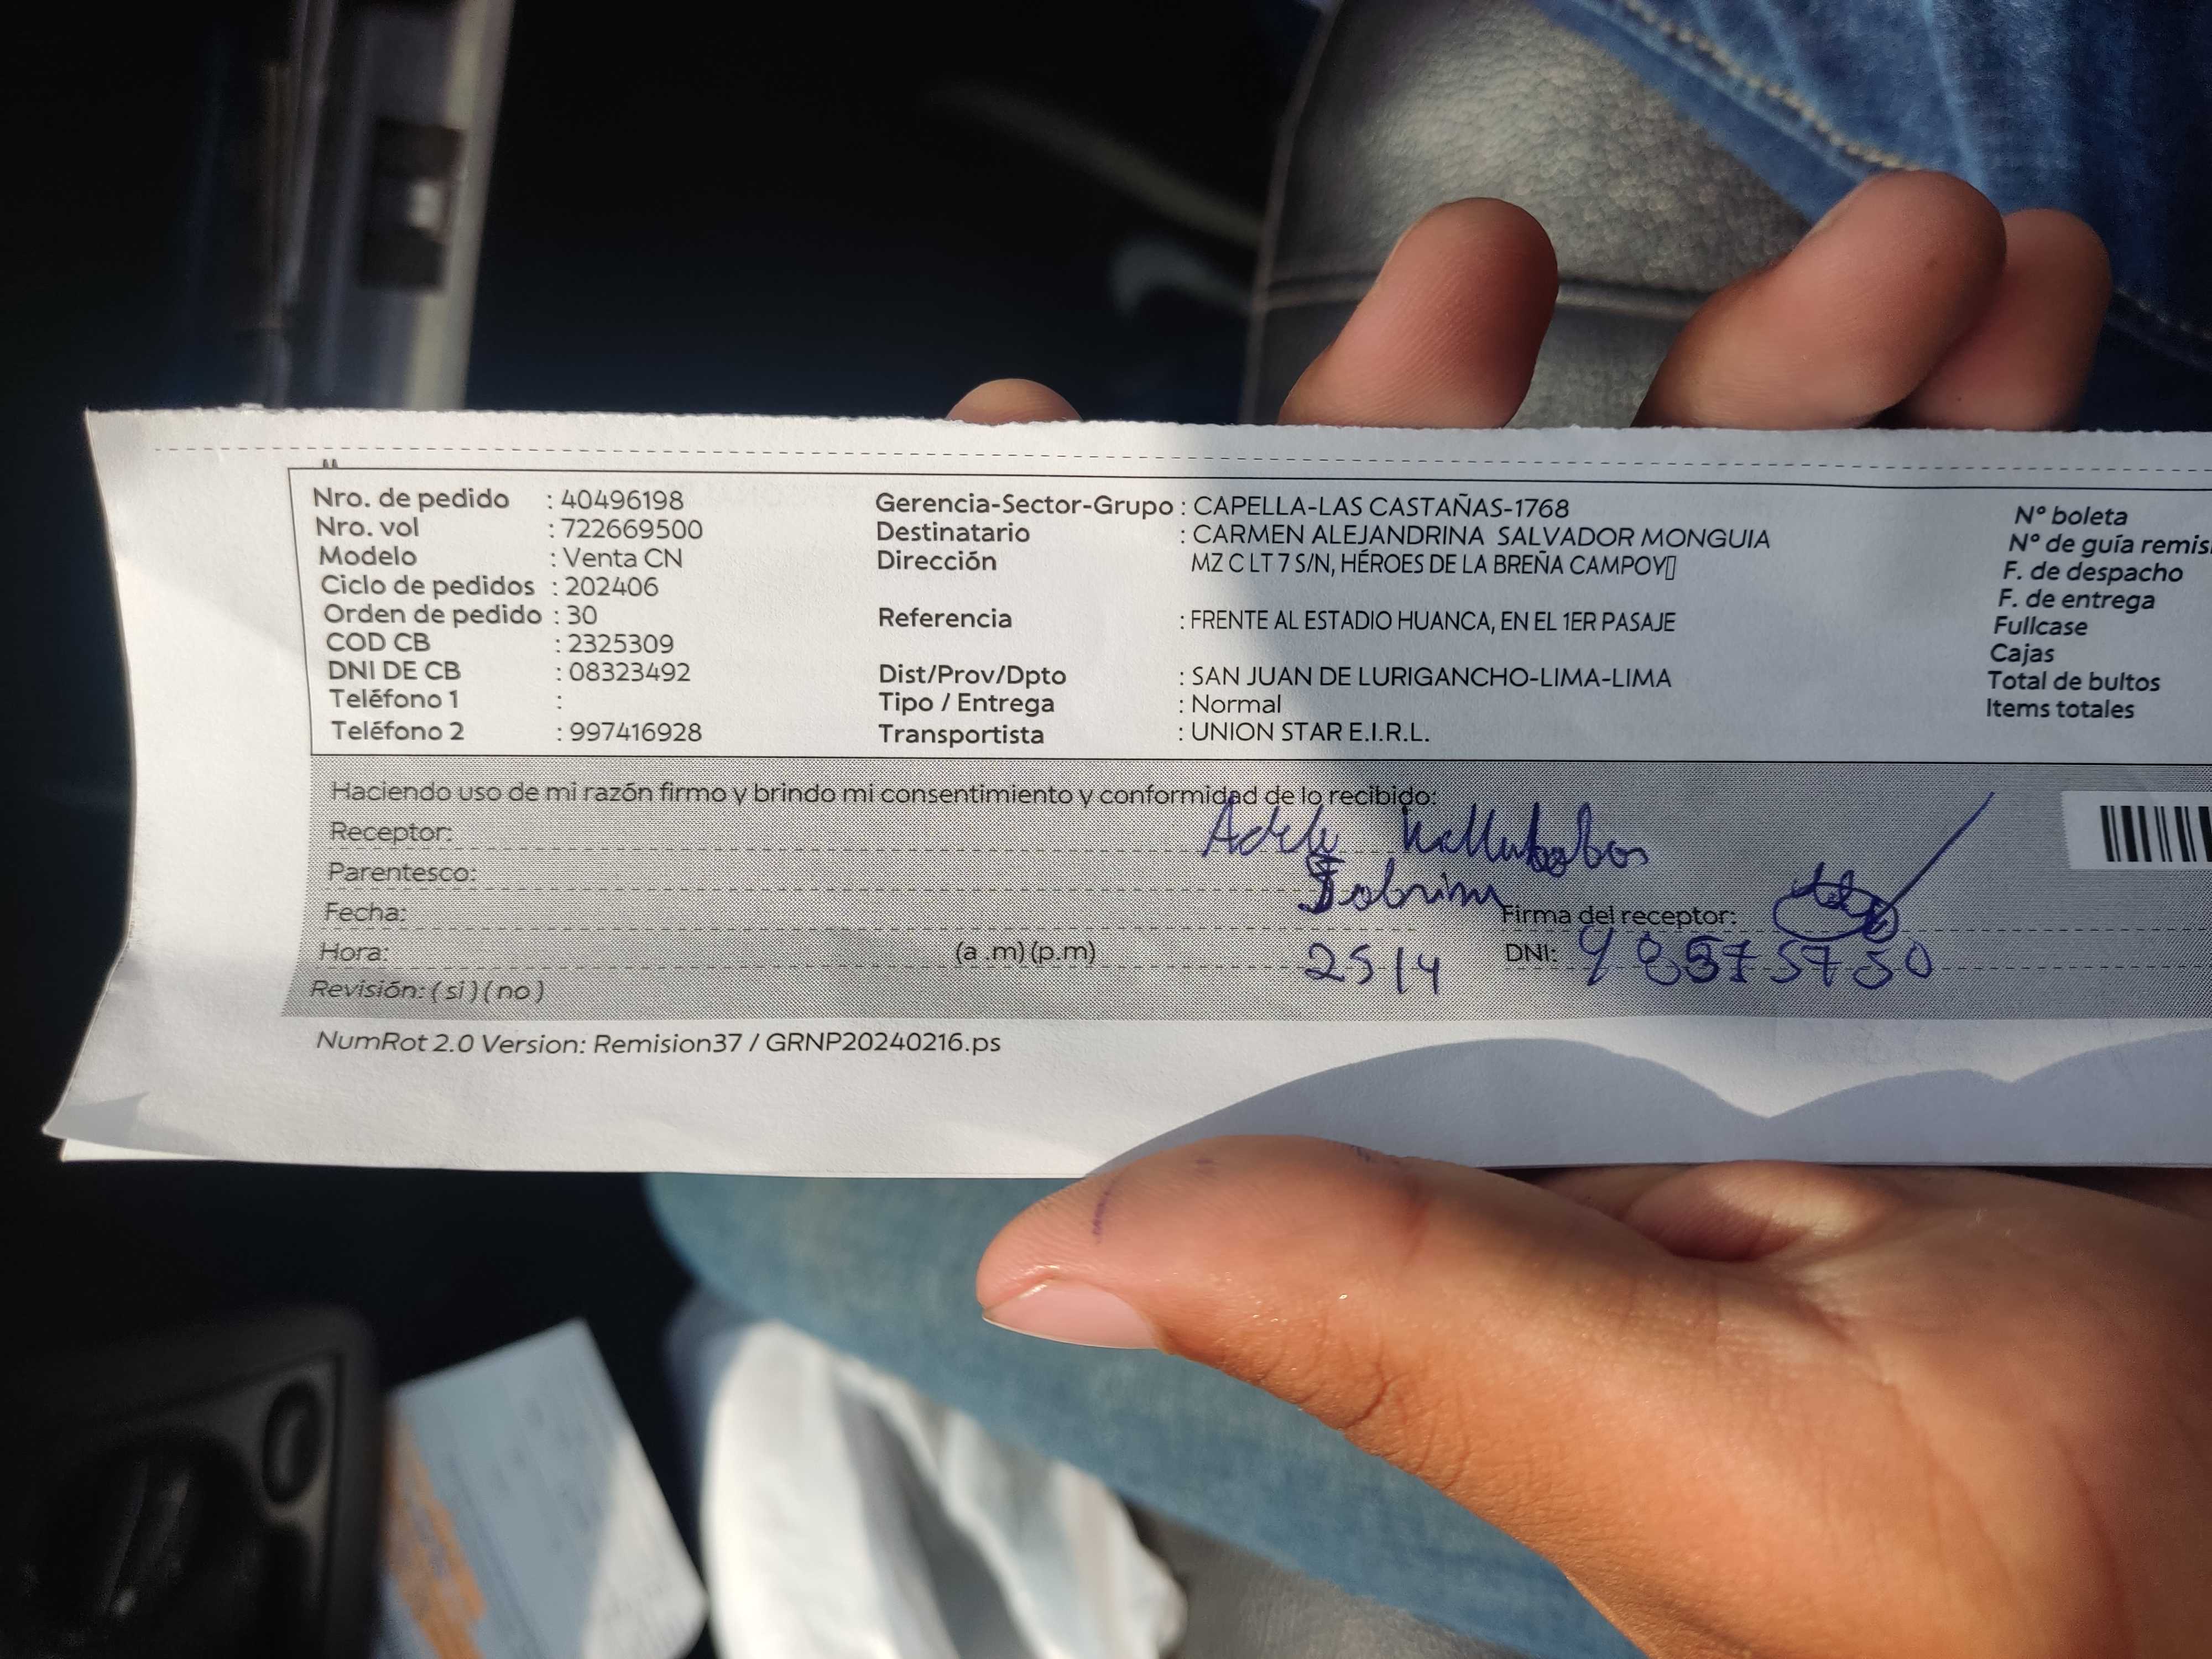 Nro. de pedido : 40496198
Nro. vol : 722669500
Modelo : Venta CN
Ciclo de pedidos : 202406
Orden de pedido : 30
COD CB : 2325309
DNI DE CB : 08323492
Teléfono 1 :
Teléfono 2 : 997416928
Gerencia-Sector-Grupo : CAPELLA-LAS CASTAÑAS-1768
Destinatario : CARMEN ALEJANDRINA SALVADOR MONGUIA
Dirección MZ C LT 7 S/N, HÉROES DE LA BREÑA CAMPOY
Referencia : FRENTE AL ESTADIO HUANCA, EN EL 1ER PASAJE
Dist/Prov/Dpto : SAN JUAN DE LURIGANCHO-LIMA-LIMA
Tipo / Entrega : Normal
Transportista : UNION STAR E.I.R.L.
Nº boleta
Nº de guía remis
F. de despacho
F. de entrega
Fullcase
Cajas
Total de bultos
Items totales
Haciendo uso de mi razón firmo y brindo mi consentimiento y conformidad de lo recibido:
Receptor:
Parentesco:
Fecha: Firma del receptor:
Hora: (a .m) (p.m) 25/4 DNI:
Revisión: ( si ) ( no )
NumRot 2.0 Version: Remision37 / GRNP20240216.ps